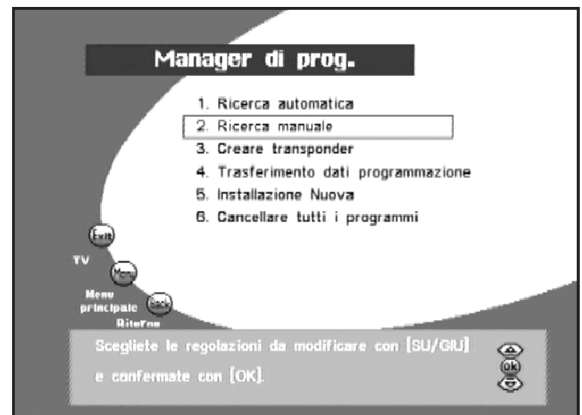 Manager di prog.
1. Ricerca automatica
2. Ricerca manuale
3. Creare transponder
4. Trasferimento dati programmazione
5. Installazione Nuova
6. Cancellare tutti i programmi
Exit
TV
Menu
Menu
principale
Back
Ritorno
Scegliete le regolazioni da modificare con [SU/GIU]
e confermate con [OK].
Ok